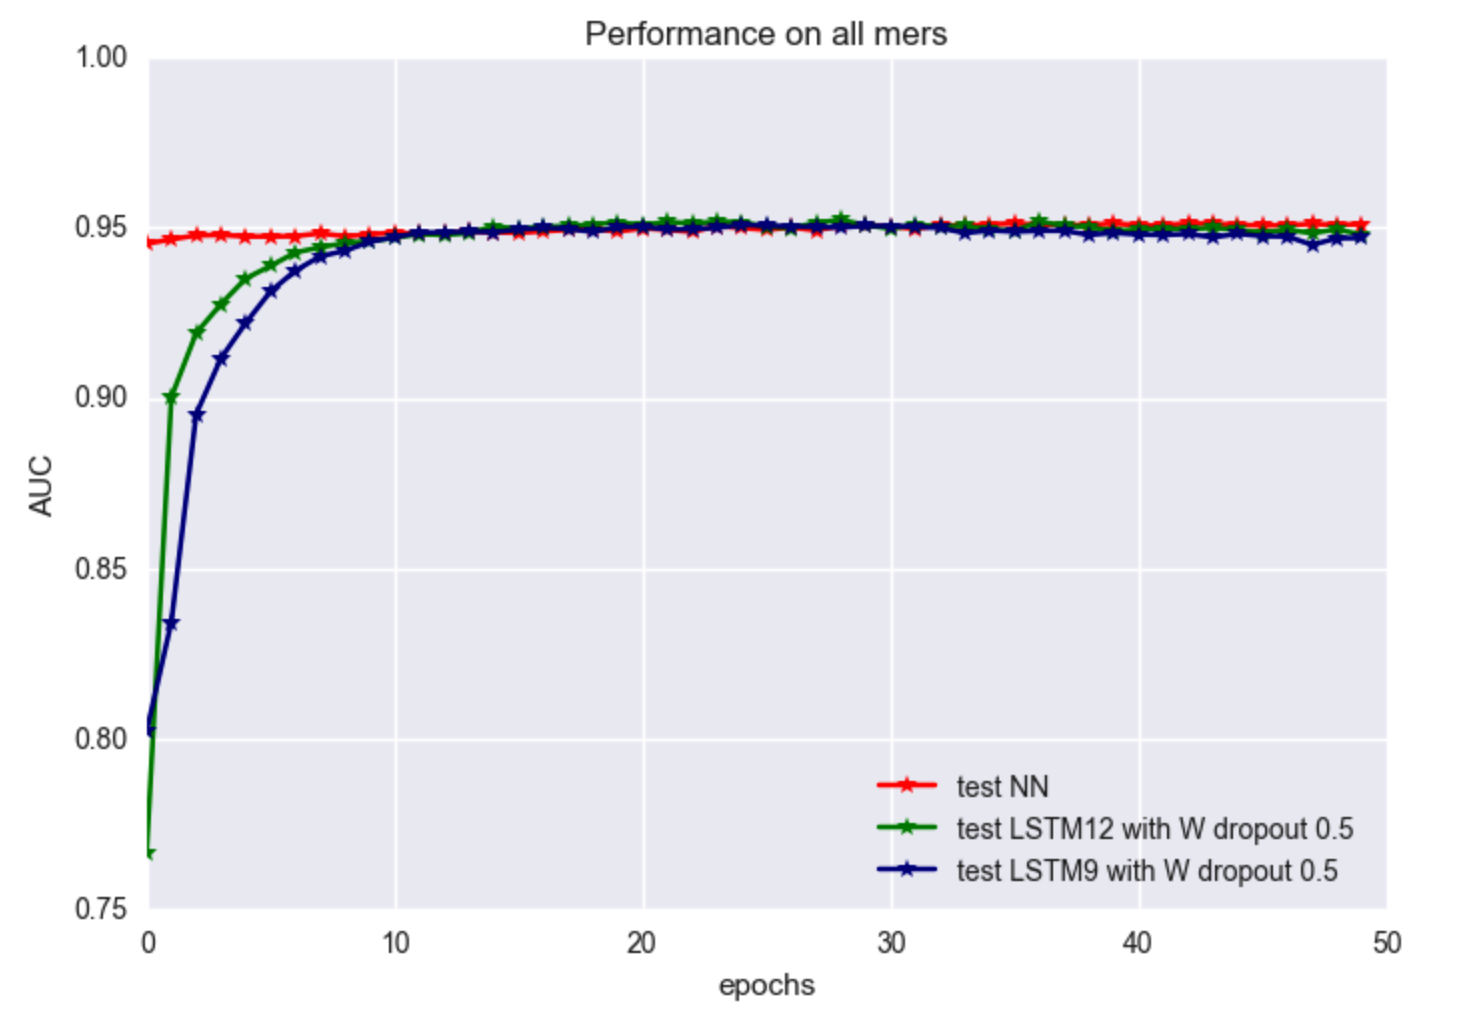 Performance on all mers
1.00
0.95
0.90
0.85
0.80
0.75
AUC
test NN
test LSTM12 with W dropout 0.5
test LSTM9 with W dropout 0.5
0 10 20 30 40 50
epochs